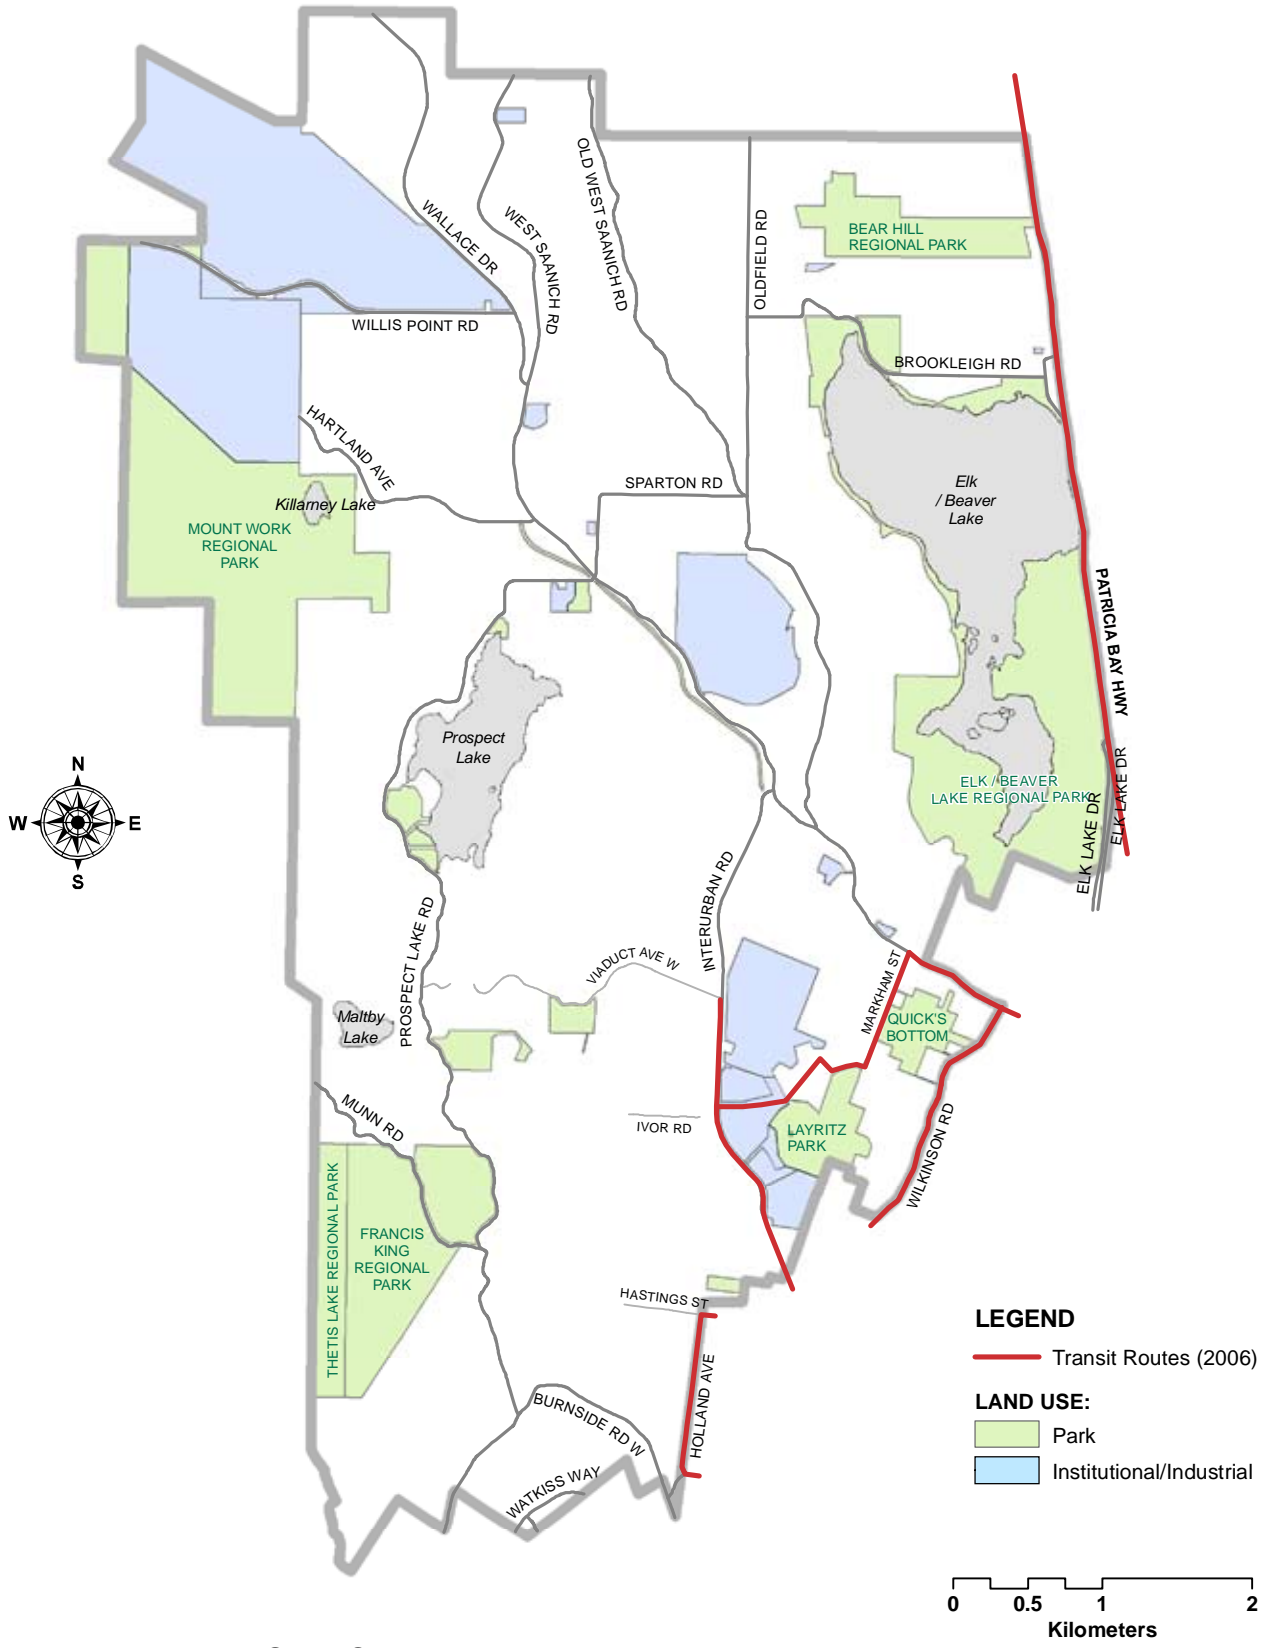 WALLACE DR
WEST SAANICH RD
OLD WEST SAANICH RD
OLDFIELD RD
BEAR HILL
REGIONAL PARK
WILLIS POINT RD
BROOKLEIGH RD
HARTLAND AVE
SPARTON RD
Killarney Lake
Elk
/ Beaver
Lake
MOUNT WORK
REGIONAL
PARK
PATRICIA BAY HWY
Prospect
Lake
N
W
E
S
ELK / BEAVER
LAKE REGIONAL PARK
ELK LAKE DR
ELK LAKE DR
INTERURBAN RD
PROSPECT LAKE RD
VIADUCT AVE W
MARKHAM ST
Maltby
Lake
QUICK'S
BOTTOM
MUNN RD
IVOR RD
LAYRITZ
PARK
WILKINSON RD
THETIS LAKE REGIONAL PARK
FRANCIS
KING
REGIONAL
PARK
HASTINGS ST
HOLLAND AVE
BURNSIDE RD W
WATKISS WAY
LEGEND
Transit Routes (2006)
LAND USE:
Park
Institutional/Industrial
0
0.5
1
2
Kilometers